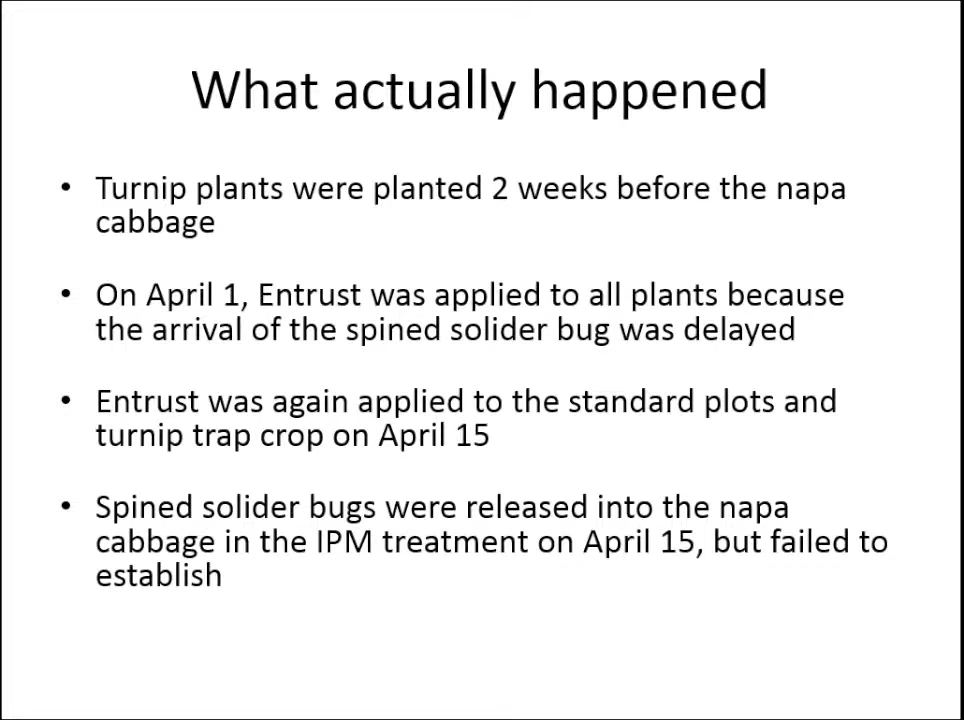 What actually happened
• Turnip plants were planted 2 weeks before the napa
cabbage
• On April 1, Entrust was applied to all plants because
the arrival of the spined solider bug was delayed
• Entrust was again applied to the standard plots and
turnip trap crop on April 15
• Spined solider bugs were released into the napa
cabbage in the IPM treatment on April 15, but failed to
establish